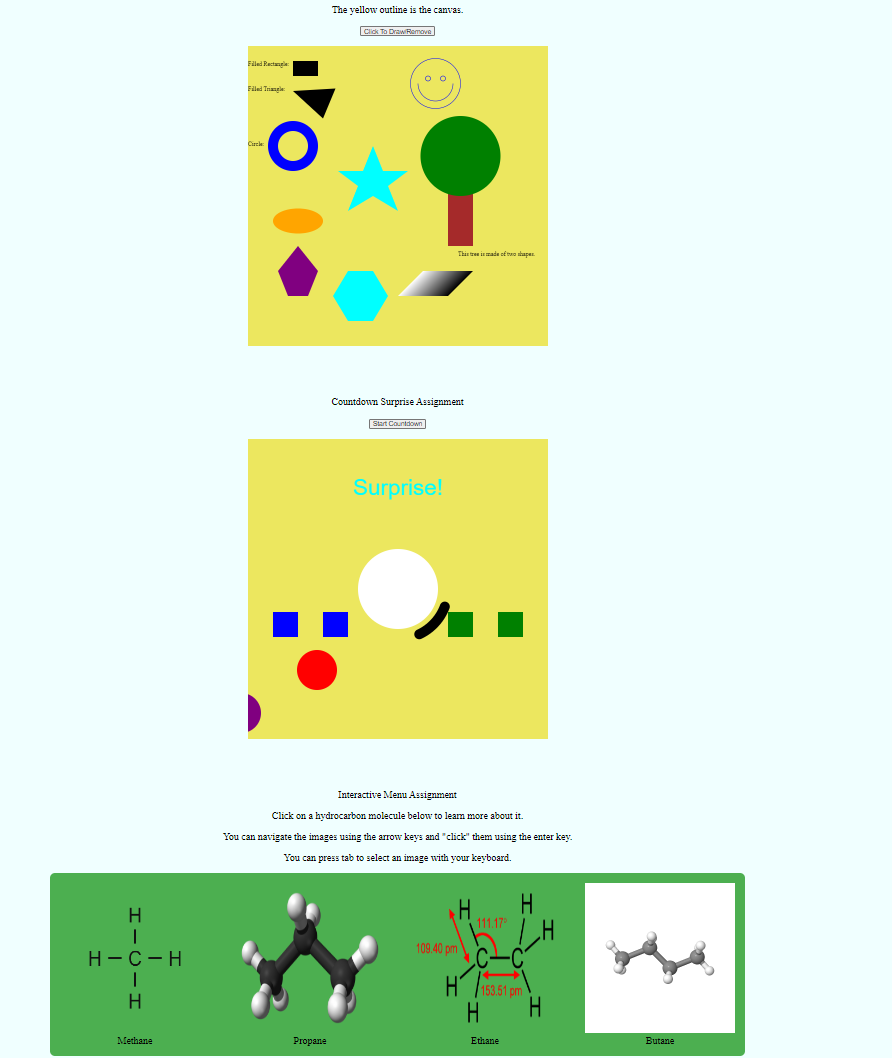 The yellow outline is the canvas.
Click To Draw/Remove
Filled Rectangle:
Filled Triangle:
Circle:
This tree is made of two shapes.
Countdown Surprise Assignment
Start Countdown
Surprise!
Interactive Menu Assignment
Click on a hydrocarbon molecule below to learn more about it.
You can navigate the images using the arrow keys and "click" them using the enter key.
You can press tab to select an image with your keyboard.
H
H C H
H
H H
111.17°
H
109.40 pm
C C
H
153.51 pm
H H
Methane Propane Ethane Butane